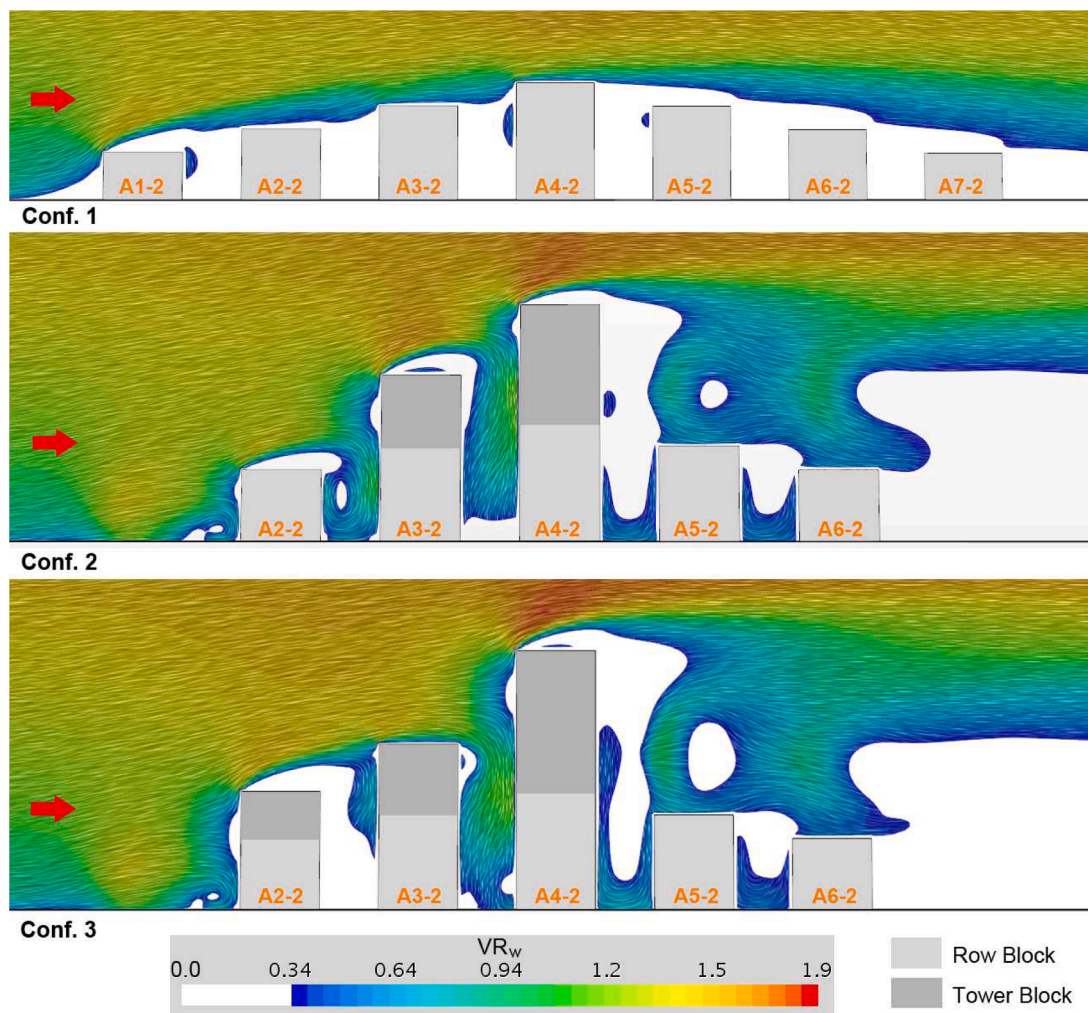 A1-2 A2-2 A3-2 A4-2 A5-2 A6-2 A7-2
Conf. 1
A2-2 A3-2 A4-2 A5-2 A6-2
Conf. 2
A2-2 A3-2 A4-2 A5-2 A6-2
Conf. 3
VRw
0.0 0.34 0.64 0.94 1.2 1.5 1.9
Row Block
Tower Block